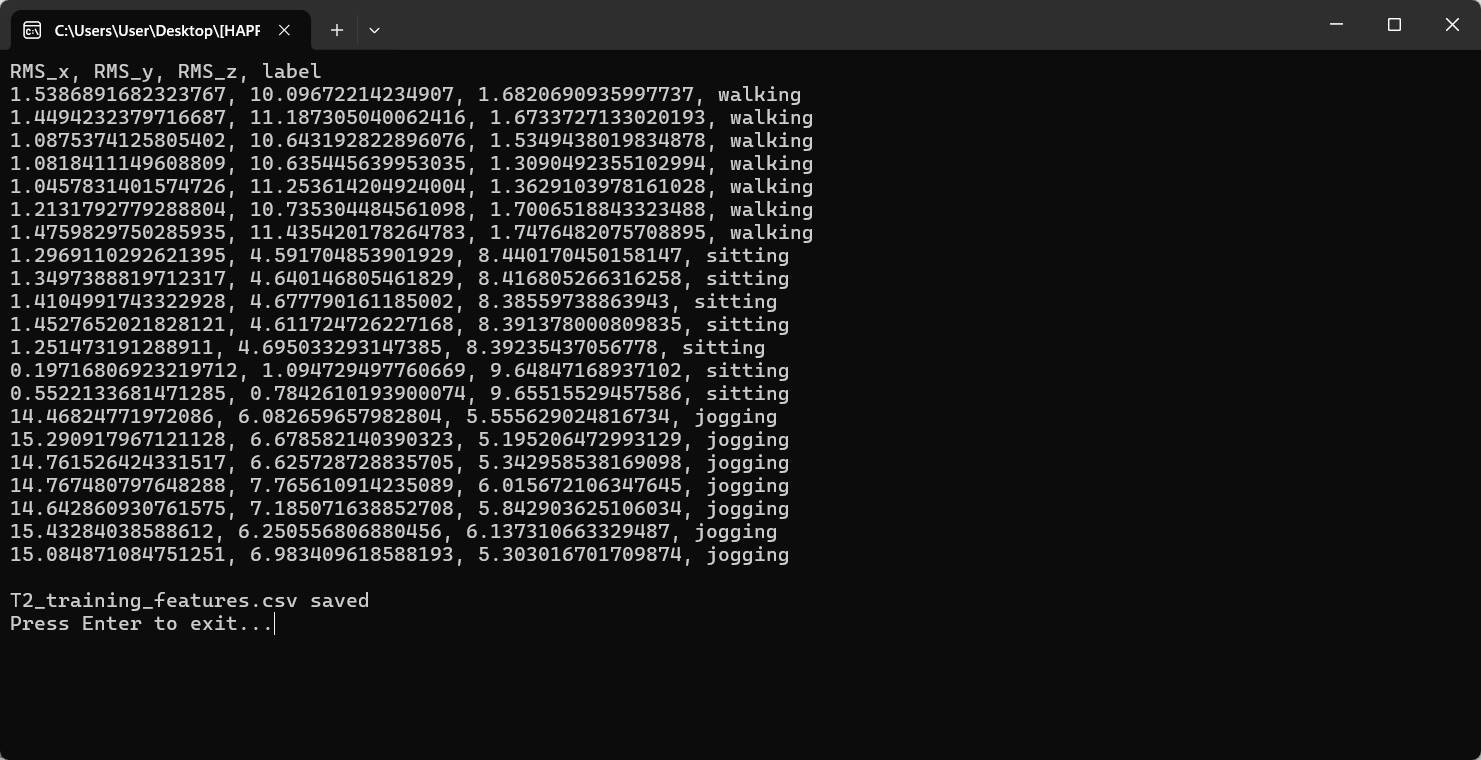 C:\Users\User\Desktop\[HAPF
RMS_x, RMS_y, RMS_z, label
1.5386891682323767, 10.09672214234907, 1.6820690935997737, walking
1.4494232379716687, 11.187305040062416, 1.6733727133020193, walking
1.0875374125805402, 10.643192822896076, 1.5349438019834878, walking
1.0818411149608809, 10.635445639953035, 1.3090492355102994, walking
1.0457831401574726, 11.253614204924004, 1.3629103978161028, walking
1.2131792779288804, 10.735304484561098, 1.7006518843323488, walking
1.4759829750285935, 11.435420178264783, 1.7476482075708895, walking
1.2969110292621395, 4.591704853901929, 8.440170450158147, sitting
1.3497388819712317, 4.640146805461829, 8.416805266316258, sitting
1.4104991743322928, 4.677790161185002, 8.38559738863943, sitting
1.4527652021828121, 4.611724726227168, 8.391378000809835, sitting
1.251473191288911, 4.695033293147385, 8.39235437056778, sitting
0.19716806923219712, 1.094729497760669, 9.64847168937102, sitting
0.5522133681471285, 0.7842610193900074, 9.65515529457586, sitting
14.46824771972086, 6.082659657982804, 5.555629024816734, jogging
15.290917967121128, 6.678582140390323, 5.195206472993129, jogging
14.761526424331517, 6.625728728835705, 5.342958538169098, jogging
14.767480797648288, 7.765610914235089, 6.015672106347645, jogging
14.642860930761575, 7.185071638852708, 5.842903625106034, jogging
15.43284038588612, 6.250556806880456, 6.137310663329487, jogging
15.084871084751251, 6.983409618588193, 5.303016701709874, jogging
T2_training_features.csv saved
Press Enter to exit...